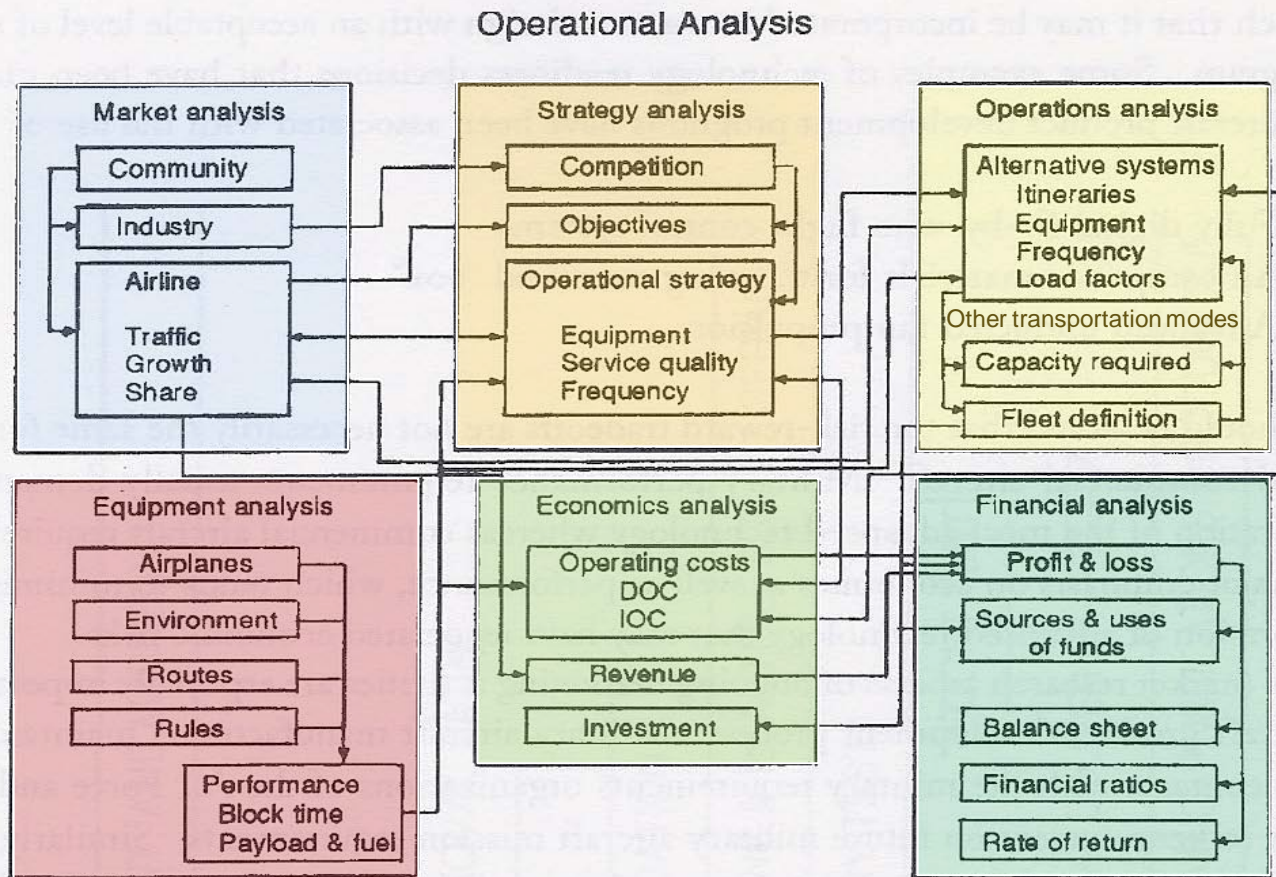 Operational Analysis
Market analysis
Community
Industry
Airline
Traffic
Growth
Share
Strategy analysis
Competition
Objectives
Operational strategy
Equipment
Service quality
Frequency
Operations analysis
Alternative systems
Itineraries
Equipment
Frequency
Load factors
Other transportation modes
Capacity required
Fleet definition
Equipment analysis
Airplanes
Environment
Routes
Rules
Performance
Block time
Payload & fuel
Economics analysis
Operating costs
DOC
IOC
Revenue
Investment
Financial analysis
Profit & loss
Sources & uses
of funds
Balance sheet
Financial ratios
Rate of return